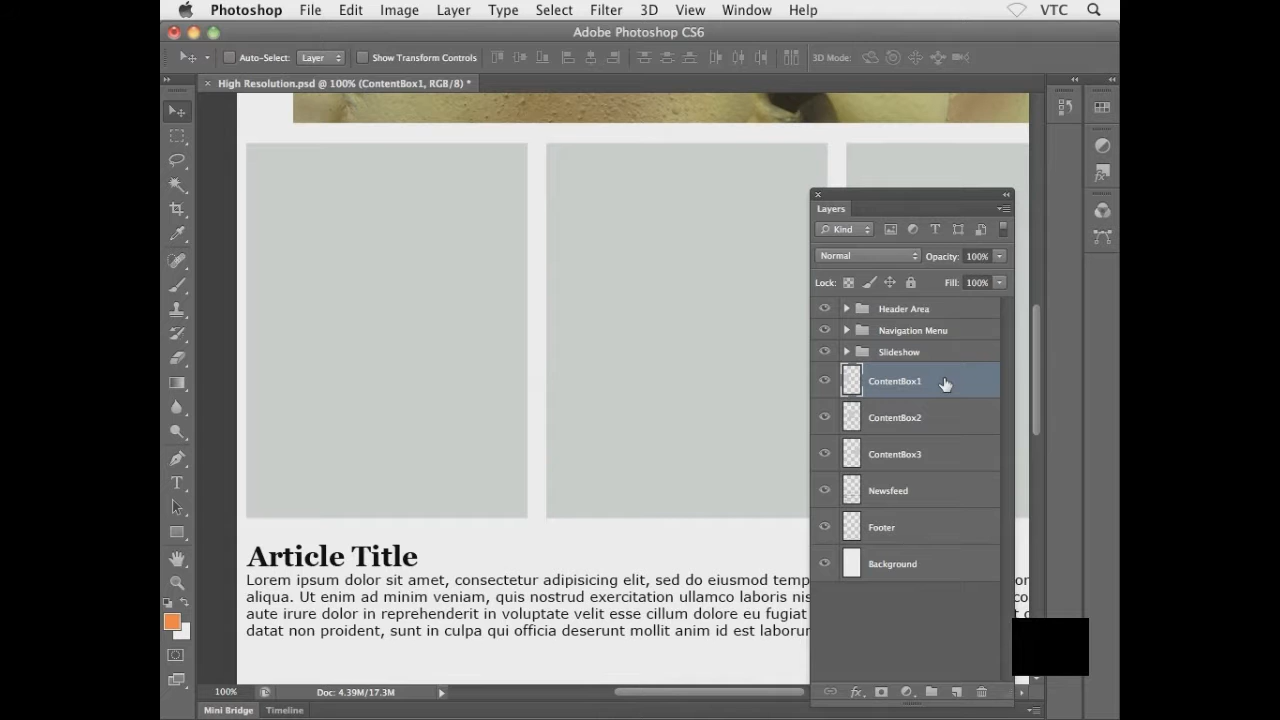 Photoshop File Edit Image Layer Type Select Filter 3D View Window Help VTC
Adobe Photoshop CS6
Auto-Select: Layer Show Transform Controls 3D Mode:
High Resolution.psd @ 100% (ContentBox1, RGB/8) *
Layers
Kind
Normal Opacity: 100%
Lock: Fill: 100%
Header Area
Navigation Menu
Slideshow
ContentBox1
ContentBox2
ContentBox3
Newsfeed
Footer
Background
Article Title
Lorem ipsum dolor sit amet, consectetur adipisicing elit, sed do eiusmod temp
aliqua. Ut enim ad minim veniam, quis nostrud exercitation ullamco laboris nis
aute irure dolor in reprehenderit in voluptate velit esse cillum dolore eu fugiat
datat non proident, sunt in culpa qui officia deserunt mollit anim id est laborum
100% Doc: 4.39M/17.3M
Mini Bridge Timeline